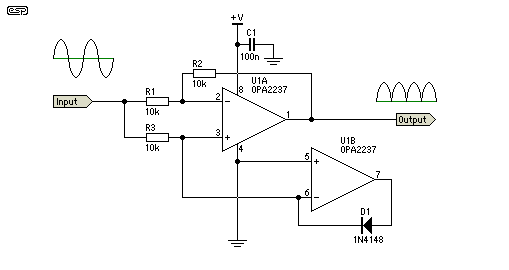 esp
+V
C1
100n
R2
10k
U1A
OPA2237
8
Input
R1
10k
2
−
1
Output
R3
10k
3
+
4
U1B
OPA2237
5
+
7
6
−
D1
1N4148